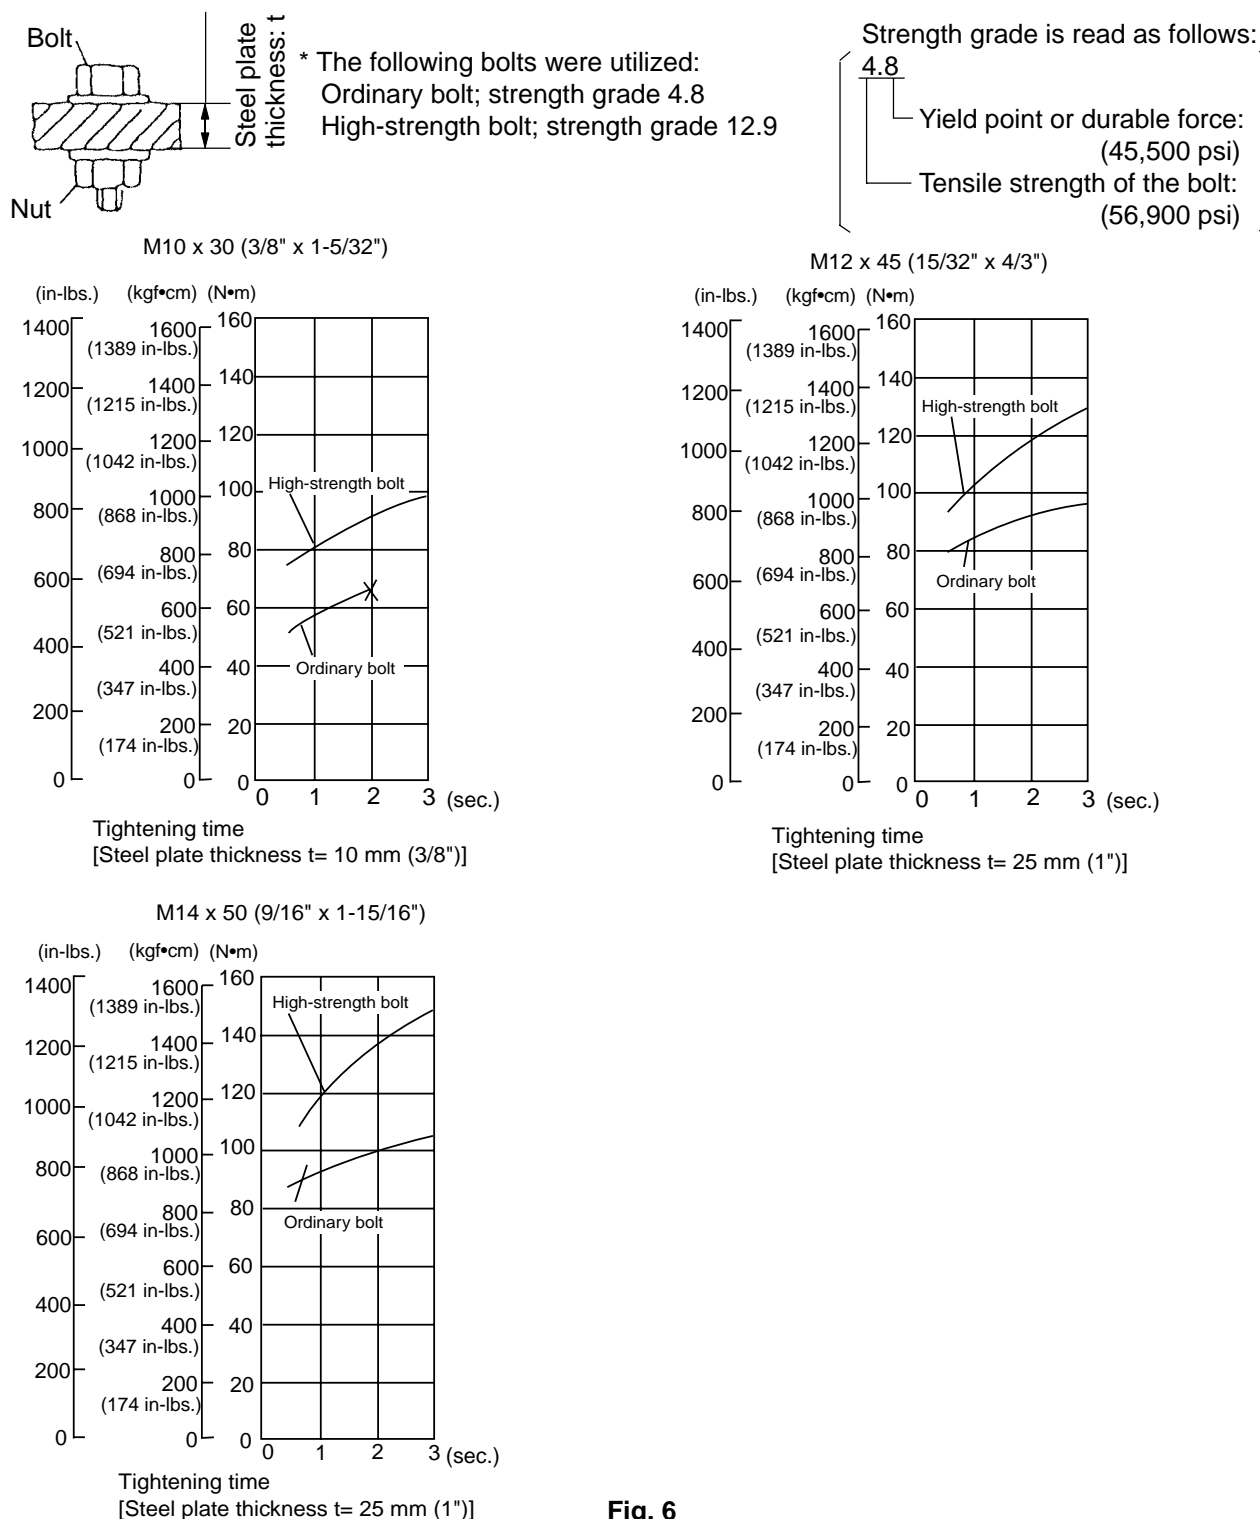 Bolt
Nut
Steel plate
thickness: t
* The following bolts were utilized:
Ordinary bolt; strength grade 4.8
High-strength bolt; strength grade 12.9
Strength grade is read as follows:
4.8
Yield point or durable force:
(45,500 psi)
Tensile strength of the bolt:
(56,900 psi)
M10 x 30 (3/8" x 1-5/32")
(in-lbs.) (kgf•cm) (N•m)
1400 1600 160
(1389 in-lbs.)
1200 1400 140
(1215 in-lbs.)
1000 1200 120
(1042 in-lbs.)
High-strength bolt
800 1000 100
(868 in-lbs.)
600 800 80
(694 in-lbs.)
600 60
(521 in-lbs.)
400 400 40
Ordinary bolt
(347 in-lbs.)
200 200 20
(174 in-lbs.)
0 0 0
0 1 2 3 (sec.)
Tightening time
[Steel plate thickness t= 10 mm (3/8")]
M12 x 45 (15/32" x 4/3")
(in-lbs.) (kgf•cm) (N•m)
1400 1600 160
(1389 in-lbs.)
1200 1400 140
(1215 in-lbs.)
High-strength bolt
1000 1200 120
(1042 in-lbs.)
800 1000 100
(868 in-lbs.)
600 800 80
(694 in-lbs.)
Ordinary bolt
600 60
(521 in-lbs.)
400 400 40
(347 in-lbs.)
200 200 20
(174 in-lbs.)
0 0 0
0 1 2 3 (sec.)
Tightening time
[Steel plate thickness t= 25 mm (1")]
M14 x 50 (9/16" x 1-15/16")
(in-lbs.) (kgf•cm) (N•m)
1400 1600 160
(1389 in-lbs.)
High-strength bolt
1200 1400 140
(1215 in-lbs.)
1000 1200 120
(1042 in-lbs.)
800 1000 100
(868 in-lbs.)
600 800 80
(694 in-lbs.)
Ordinary bolt
600 60
(521 in-lbs.)
400 400 40
(347 in-lbs.)
200 200 20
(174 in-lbs.)
0 0 0
0 1 2 3 (sec.)
Tightening time
[Steel plate thickness t= 25 mm (1")]
Fig. 6